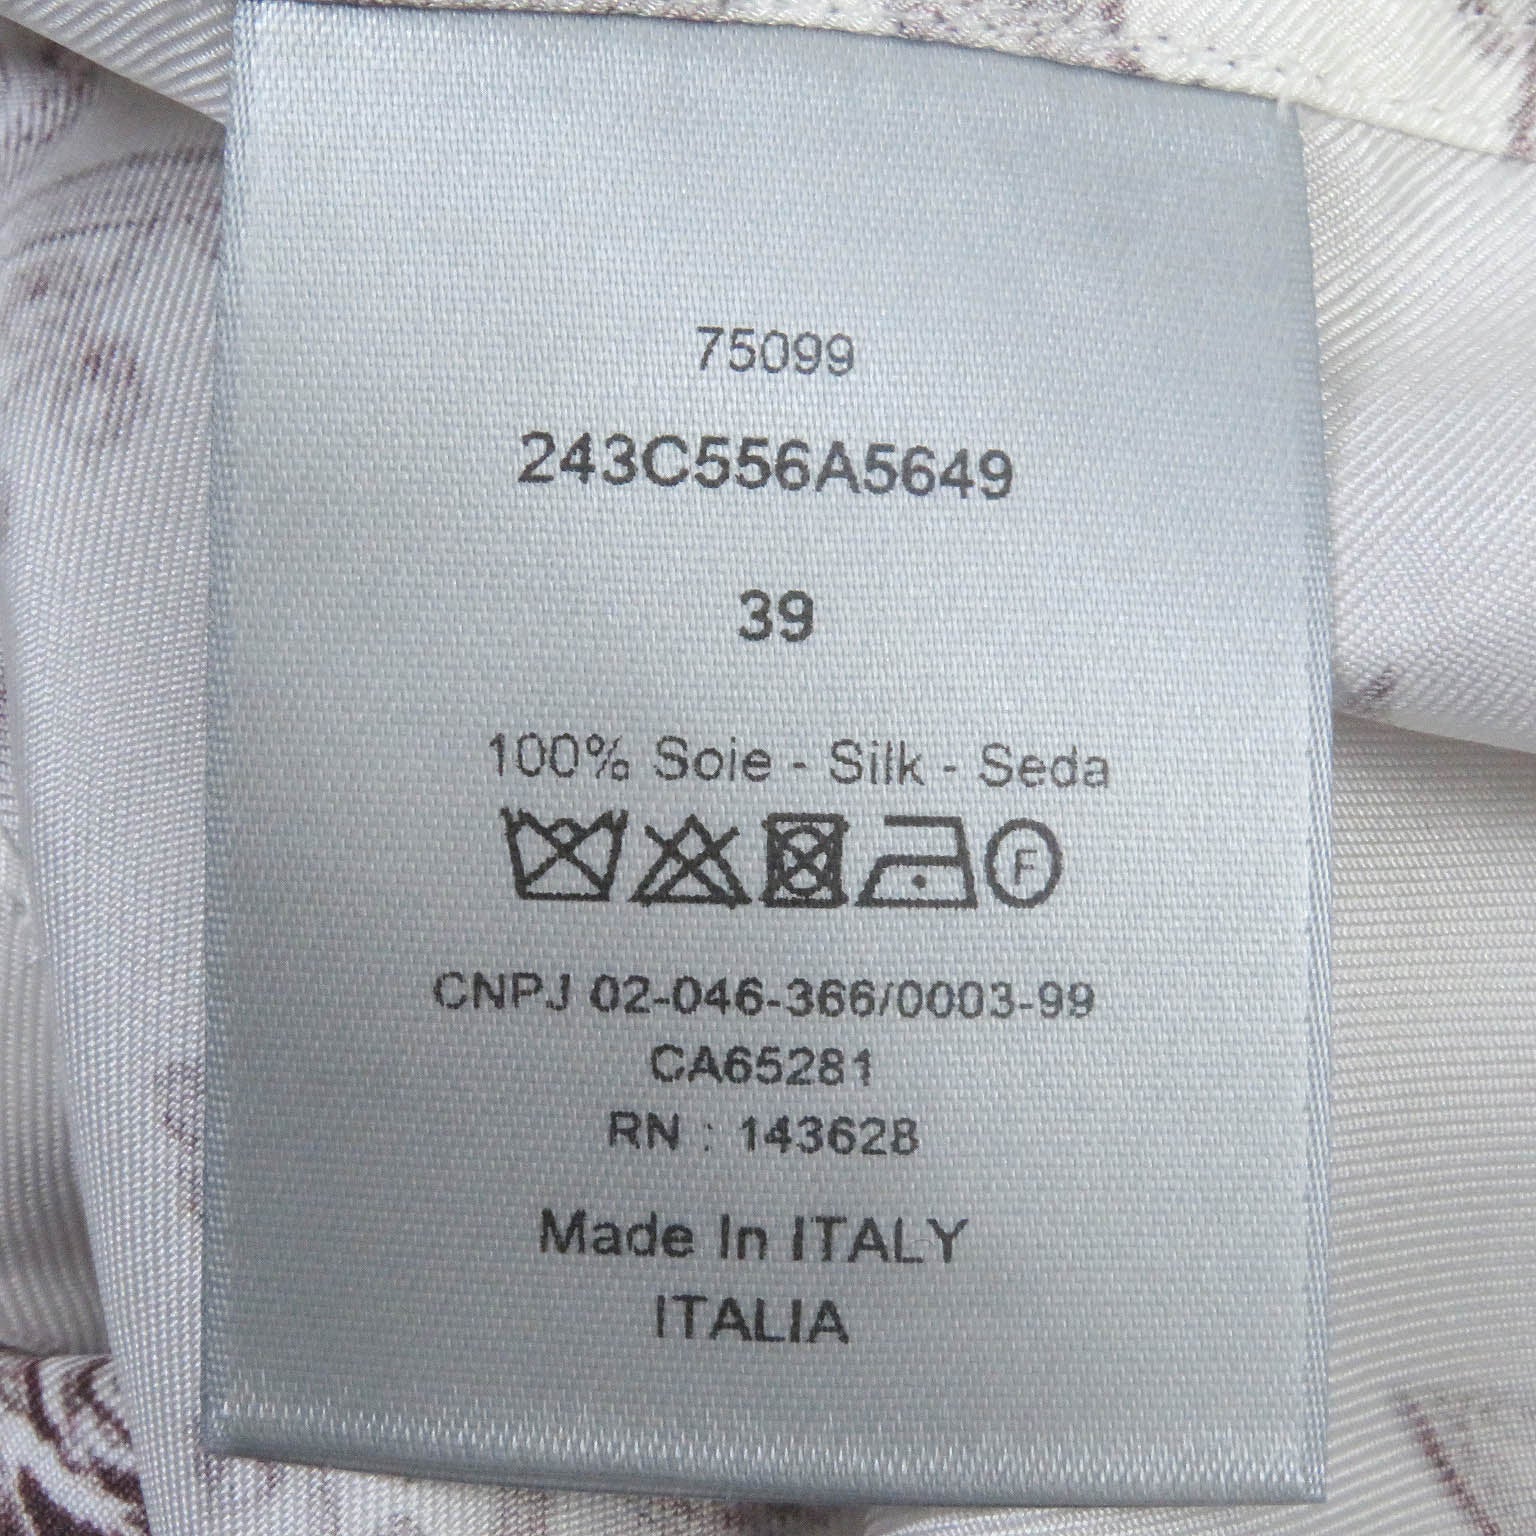 75099
243C556A5649
39
100% Soie - Silk - Seda
F
CNPJ 02-046-366/0003-99
CA65281
RN : 143628
Made In ITALY
ITALIA